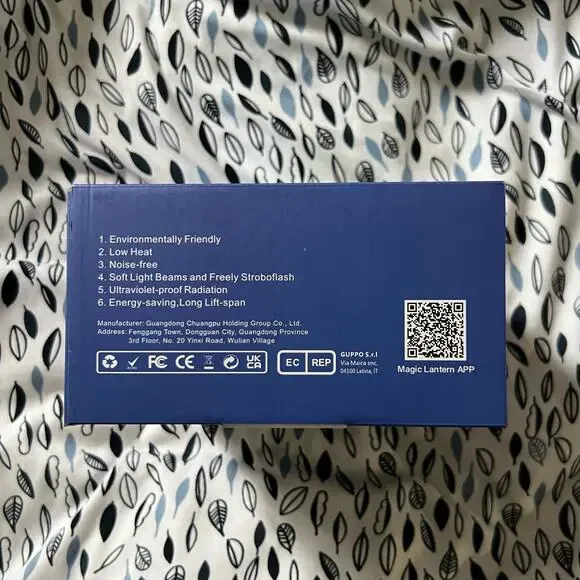 1. Environmentally Friendly
2. Low Heat
3. Noise-free
4. Soft Light Beams and Freely Stroboflash
5. Ultraviolet-proof Radiation
6. Energy-saving,Long Lift-span
Manufacturer: Guangdong Chuangpu Holding Group Co., Ltd.
Address: Fenggang Town, Dongguan City, Guangdong Province
3rd Floor, No. 20 Yinxi Road, Wulian Village
FC CE UK CA EC REP
GUPPO S.r.l
Via Maira snc,
04100 Latina, IT
Magic Lantern APP